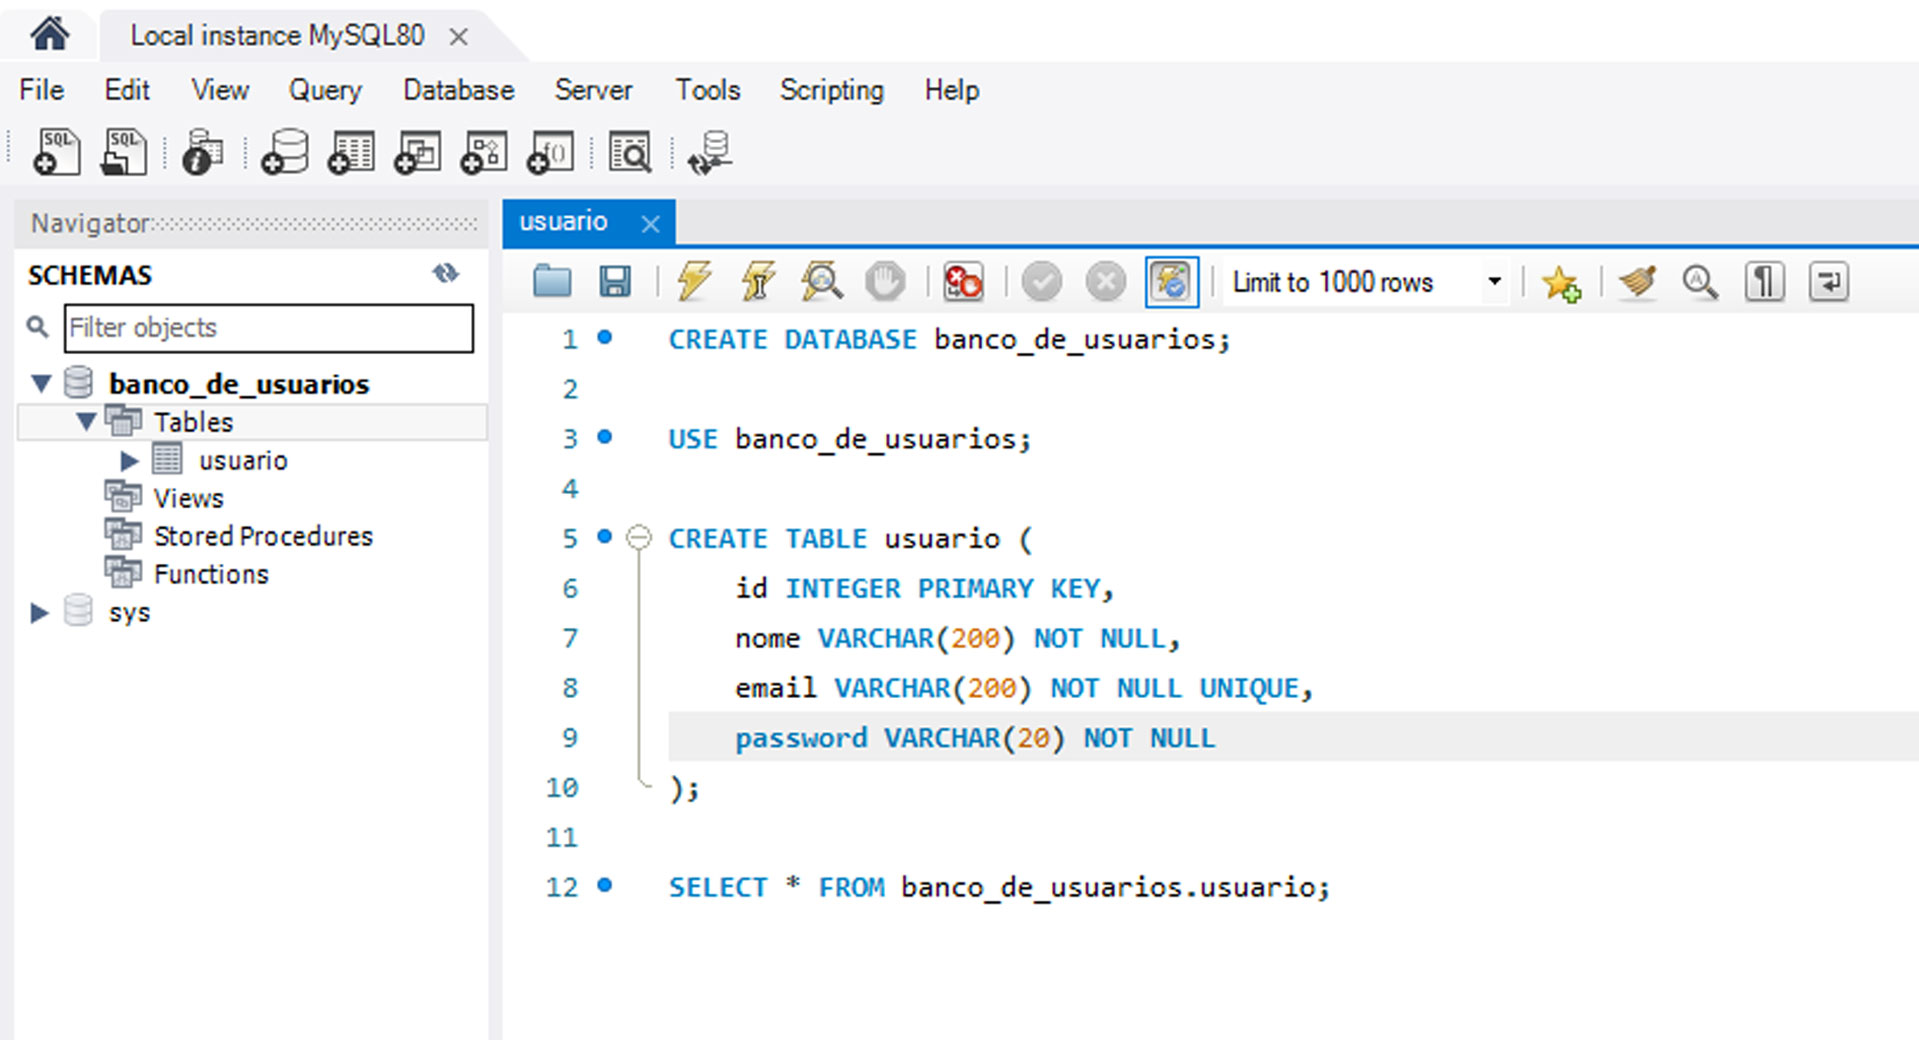 Local instance MySQL80
File Edit View Query Database Server Tools Scripting Help
SQL SQL
Navigator
SCHEMAS
Filter objects
banco_de_usuarios
Tables
usuario
Views
Stored Procedures
Functions
sys
usuario
Limit to 1000 rows
1 CREATE DATABASE banco_de_usuarios;
2
3 USE banco_de_usuarios;
4
5 CREATE TABLE usuario (
6 id INTEGER PRIMARY KEY,
7 nome VARCHAR(200) NOT NULL,
8 email VARCHAR(200) NOT NULL UNIQUE,
9 password VARCHAR(20) NOT NULL
10 );
11
12 SELECT * FROM banco_de_usuarios.usuario;